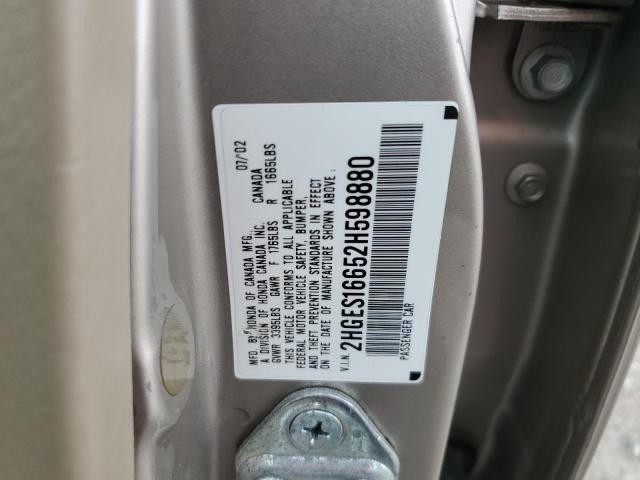 MFD. BY HONDA OF CANADA MFG., 07/02
A DIVISION OF HONDA CANADA INC. CANADA
GVWR 3395LBS GAWR F 1765LBS R 1665LBS
THIS VEHICLE CONFORMS TO ALL APPLICABLE
FEDERAL MOTOR VEHICLE SAFETY, BUMPER,
AND THEFT PREVENTION STANDARDS IN EFFECT
ON THE DATE OF MANUFACTURE SHOWN ABOVE.
V.I.N.: 2HGES16652H598880
PASSENGER CAR